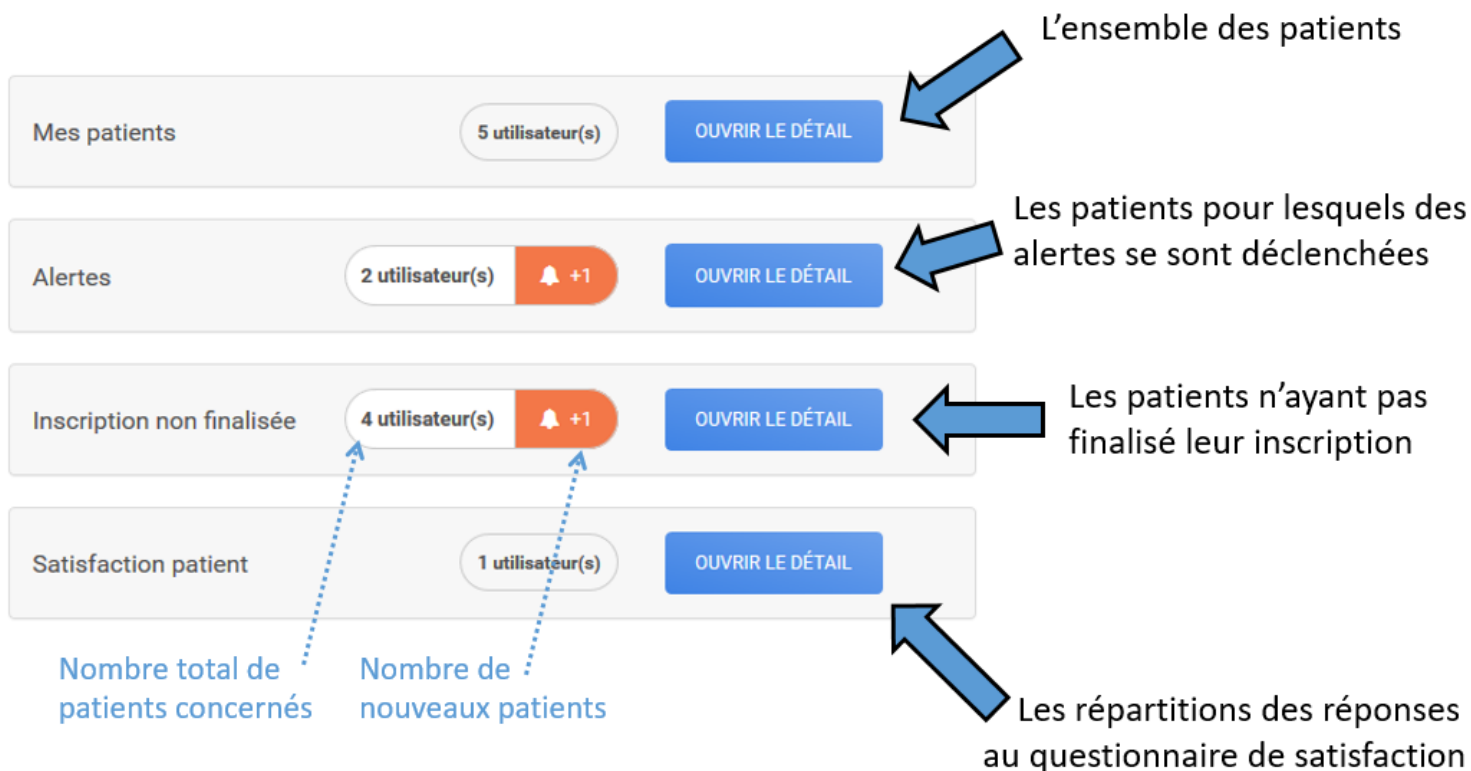 L'ensemble des patients
Mes patients
5 utilisateur(s)
OUVRIR LE DÉTAIL
Les patients pour lesquels des
alertes se sont déclenchées
Alertes
2 utilisateur(s)
+1
OUVRIR LE DÉTAIL
Les patients n'ayant pas
finalisé leur inscription
Inscription non finalisée
4 utilisateur(s)
+1
OUVRIR LE DÉTAIL
Satisfaction patient
1 utilisateur(s)
OUVRIR LE DÉTAIL
Nombre total de
patients concernés
Nombre de
nouveaux patients
Les répartitions des réponses
au questionnaire de satisfaction